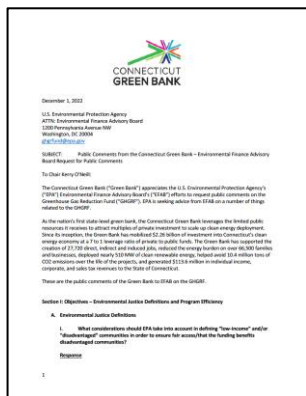 CONNECTICUT
GREEN BANK
December 1, 2022
U.S. Environmental Protection Agency
ATTN: Environmental Finance Advisory Board
1200 Pennsylvania Avenue NW
Washington, DC 20004
ghgrfund@epa.gov
SUBJECT: Public Comments from the Connecticut Green Bank – Environmental Finance Advisory
Board Request for Public Comments
To Chair Kerry O'Neill:
The Connecticut Green Bank ("Green Bank") appreciates the U.S. Environmental Protection Agency's
("EPA") Environmental Finance Advisory Board's ("EFAB") efforts to request public comments on the
Greenhouse Gas Reduction Fund ("GHGRF"). EPA is seeking advice from EFAB on a number of things
related to the GHGRF.
As the nation's first state-level green bank, the Connecticut Green Bank leverages the limited public
resources it receives to attract multiples of private investment to scale up clean energy deployment.
Since its inception, the Green Bank has mobilized $2.26 billion of investment into Connecticut's clean
energy economy at a 7 to 1 leverage ratio of private to public funds. The Green Bank has supported the
creation of 27,720 direct, indirect and induced jobs, reduced the energy burden on over 66,500 families
and businesses, deployed nearly 510 MW of clean renewable energy, helped avoid 10.4 million tons of
CO2 emissions over the life of the projects, and generated $113.6 million in individual income,
corporate, and sales tax revenues to the State of Connecticut.
These are the public comments of the Green Bank to EFAB on the GHGRF.
Section I: Objectives – Environmental Justice Definitions and Program Efficiency
A. Environmental Justice Definitions
I. What considerations should EPA take into account in defining "low-income" and/or
"disadvantaged" communities in order to ensure fair access/that the funding benefits
disadvantaged communities?
Response
1